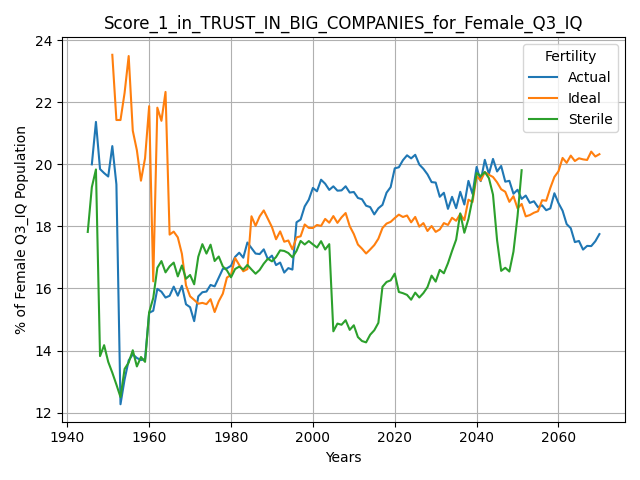 Score_1_in_TRUST_IN_BIG_COMPANIES_for_Female_Q3_IQ
% of Female Q3_IQ Population
24
22
20
18
16
14
12
Fertility
Actual
Ideal
Sterile
1940 1960 1980 2000 2020 2040 2060
Years